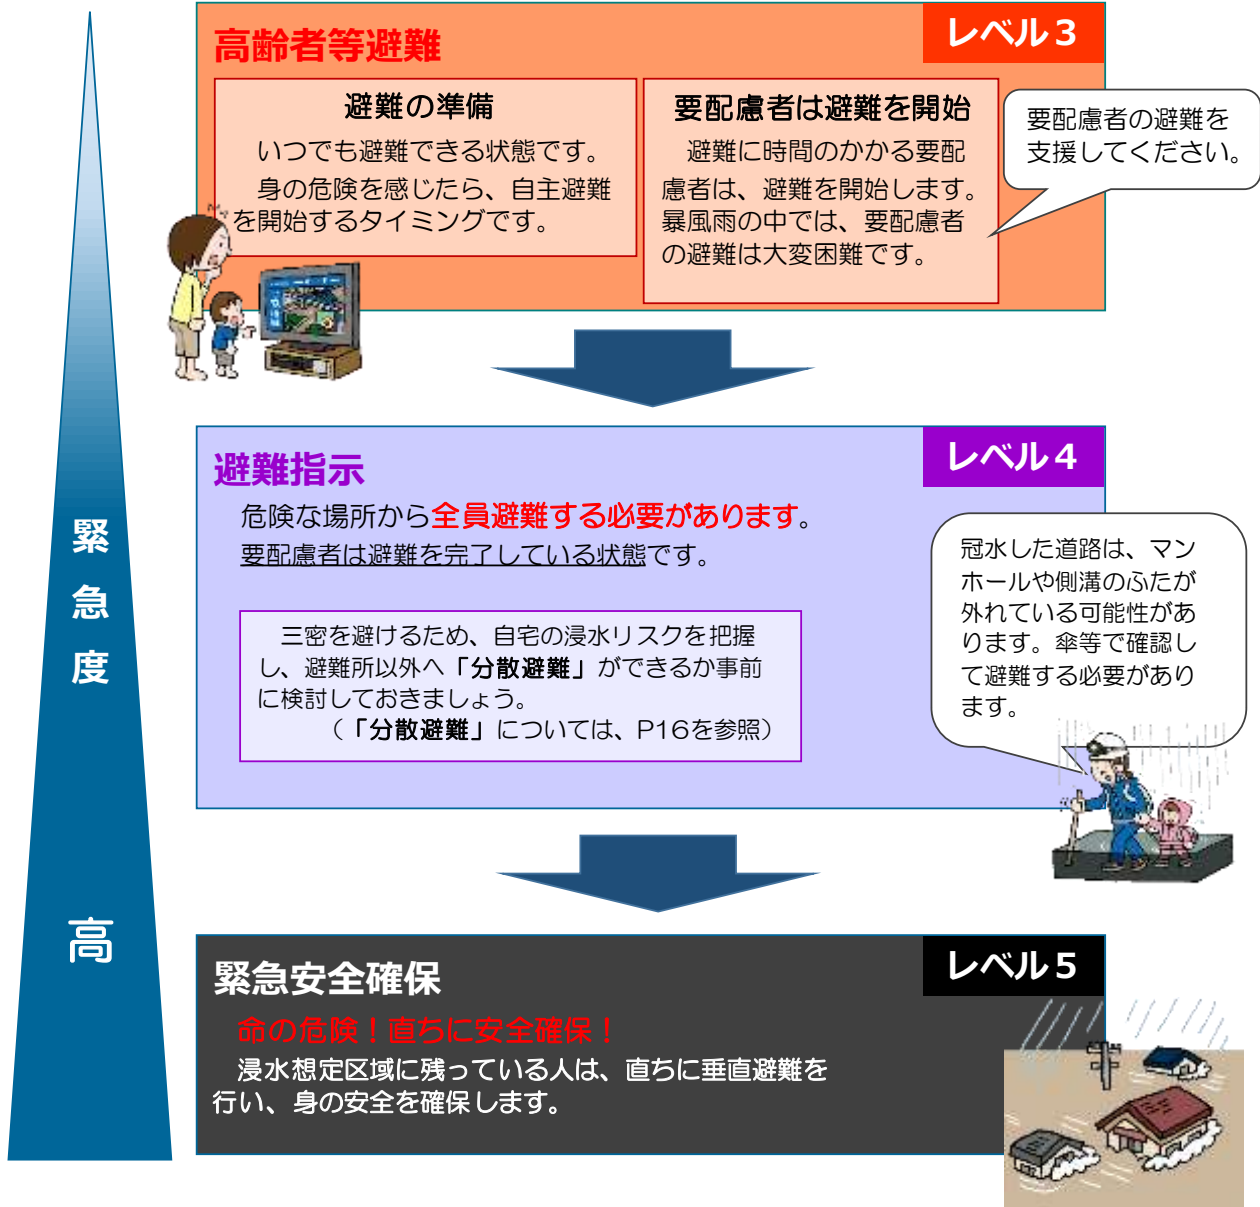 高齢者等避難
レベル3
避難の準備
いつでも避難できる状態です。
身の危険を感じたら、自主避難
を開始するタイミングです。
要配慮者は避難を開始
避難に時間のかかる要配
慮者は、避難を開始します。
暴風雨の中では、要配慮者
の避難は大変困難です。
要配慮者の避難を
支援してください。
緊急度
高
避難指示
レベル4
危険な場所から全員避難する必要があります。
要配慮者は避難を完了している状態です。
三密を避けるため、自宅の浸水リスクを把握
し、避難所以外へ「分散避難」ができるか事前
に検討しておきましょう。
（「分散避難」については、P16を参照）
冠水した道路は、マン
ホールや側溝のふたが
外れている可能性があ
ります。傘等で確認し
て避難する必要があり
ます。
緊急安全確保
レベル5
命の危険！直ちに安全確保！
浸水想定区域に残っている人は、直ちに垂直避難を
行い、身の安全を確保します。